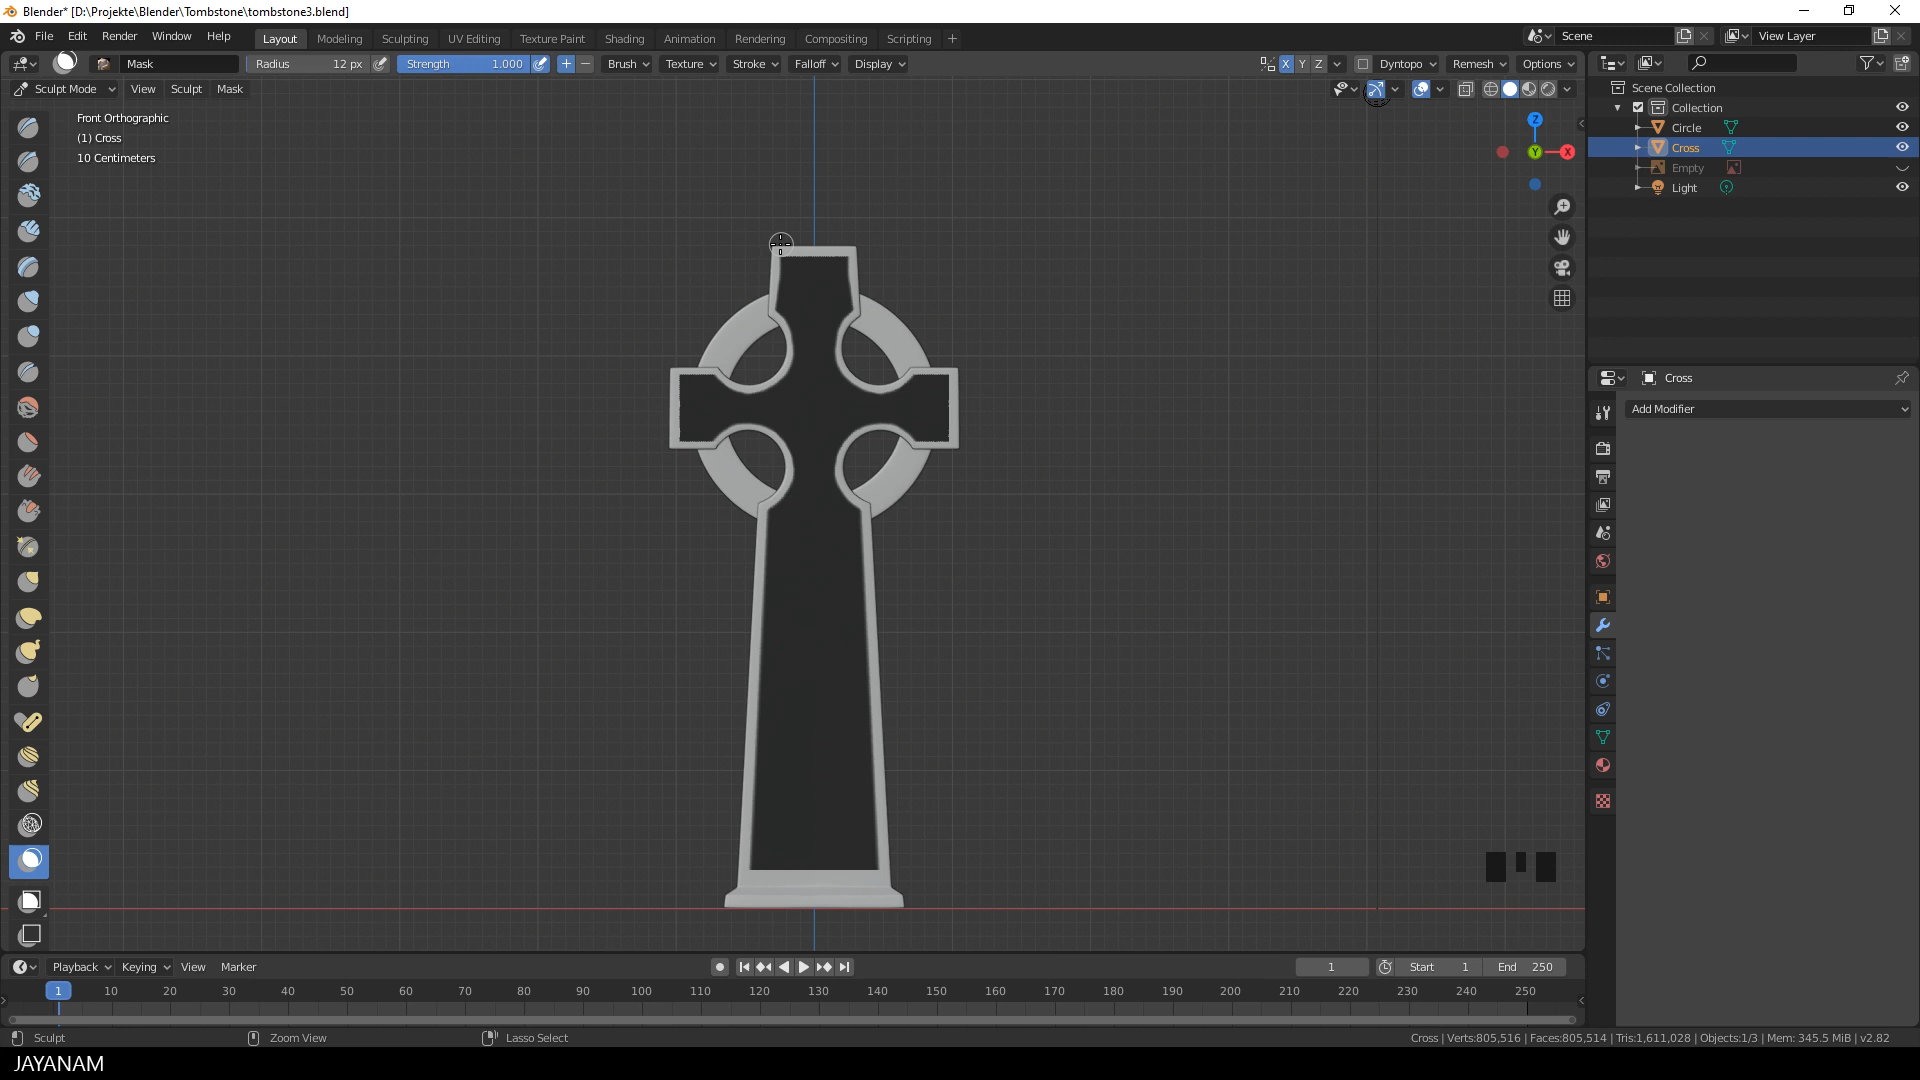 Blender* [D:\Projekte\Blender\Tombstone\tombstone3.blend]
File Edit Render Window Help Layout Modeling Sculpting UV Editing Texture Paint Shading Animation Rendering Compositing Scripting + Scene View Layer
Mask Radius 12 px Strength 1.000 + − Brush Texture Stroke Falloff Display X Y Z Dyntopo Remesh Options
Sculpt Mode View Sculpt Mask
Front Orthographic
(1) Cross
10 Centimeters
Z
Y X
Scene Collection
Collection
Circle
Cross
Empty
Light
Cross
Add Modifier
Playback Keying View Marker 1 Start 1 End 250
1 10 20 30 40 50 60 70 80 90 100 110 120 130 140 150 160 170 180 190 200 210 220 230 240 250
Sculpt Zoom View Lasso Select Cross | Verts:805,516 | Faces:805,514 | Tris:1,611,028 | Objects:1/3 | Mem: 345.5 MiB | v2.82
JAYANAM